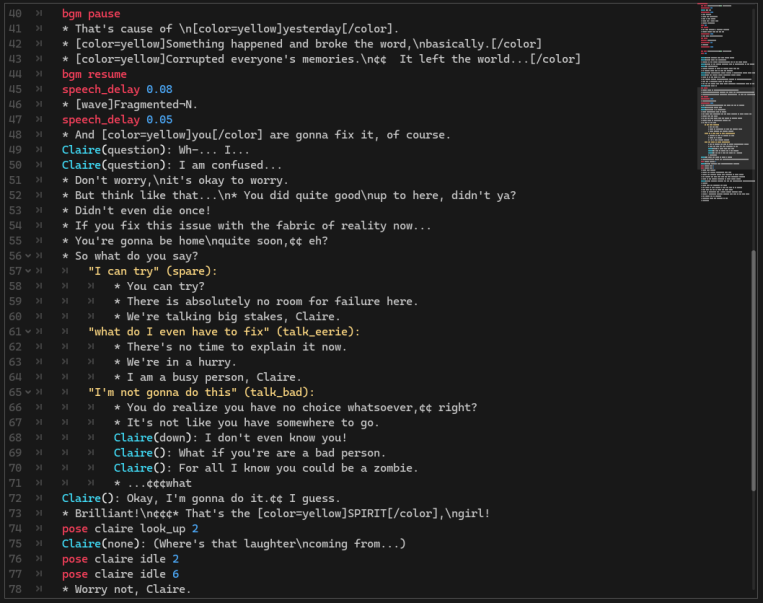 40 bgm pause
41 * That's cause of \n[color=yellow]yesterday[/color].
42 * [color=yellow]Something happened and broke the word,\nbasically.[/color]
43 * [color=yellow]Corrupted everyone's memories.\n¢¢  It left the world...[/color]
44 bgm resume
45 speech_delay 0.08
46 * [wave]Fragmented¬N.
47 speech_delay 0.05
48 * And [color=yellow]you[/color] are gonna fix it, of course.
49 Claire(question): Wh¬... I...
50 Claire(question): I am confused...
51 * Don't worry,\nit's okay to worry.
52 * But think like that...\n* You did quite good\nup to here, didn't ya?
53 * Didn't even die once!
54 * If you fix this issue with the fabric of reality now...
55 * You're gonna be home\nquite soon,¢¢ eh?
56 * So what do you say?
57 "I can try" (spare):
58 * You can try?
59 * There is absolutely no room for failure here.
60 * We're talking big stakes, Claire.
61 "what do I even have to fix" (talk_eerie):
62 * There's no time to explain it now.
63 * We're in a hurry.
64 * I am a busy person, Claire.
65 "I'm not gonna do this" (talk_bad):
66 * You do realize you have no choice whatsoever,¢¢ right?
67 * It's not like you have somewhere to go.
68 Claire(down): I don't even know you!
69 Claire(): What if you're are a bad person.
70 Claire(): For all I know you could be a zombie.
71 * ...¢¢¢what
72 Claire(): Okay, I'm gonna do it.¢¢ I guess.
73 * Brilliant!\n¢¢¢* That's the [color=yellow]SPIRIT[/color],\ngirl!
74 pose claire look_up 2
75 Claire(none): (Where's that laughter\ncoming from...)
76 pose claire idle 2
77 pose claire idle 6
78 * Worry not, Claire.